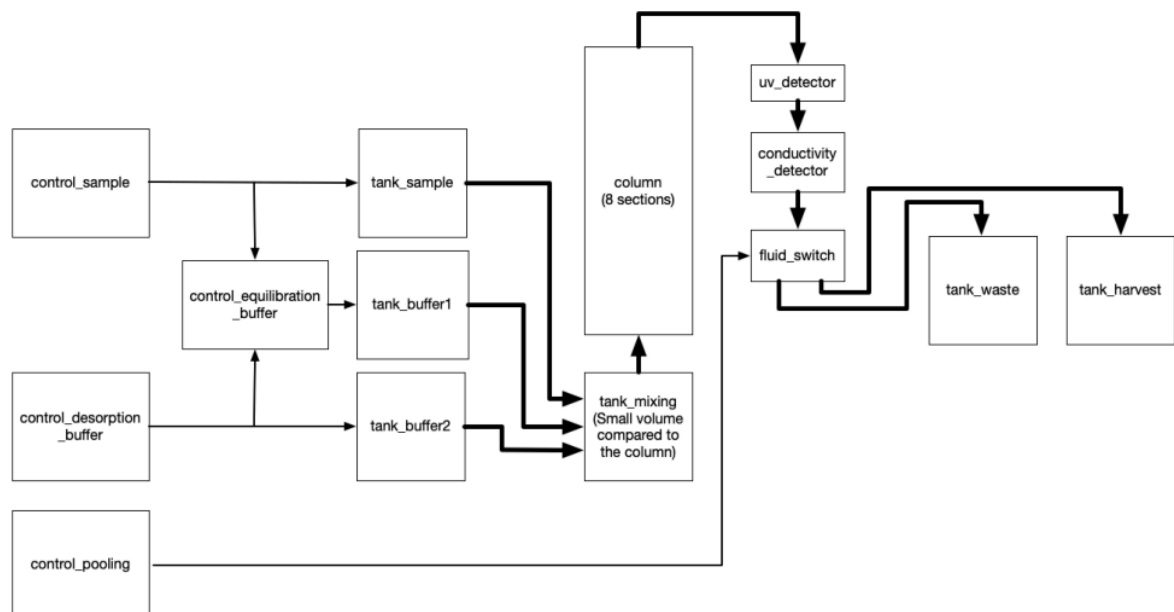 uv_detector
control_sample
tank_sample
column
(8 sections)
conductivity
_detector
fluid_switch
control_equilibration
_buffer
tank_buffer1
tank_waste
tank_harvest
control_desorption
_buffer
tank_buffer2
tank_mixing
(Small volume
compared to
the column)
control_pooling